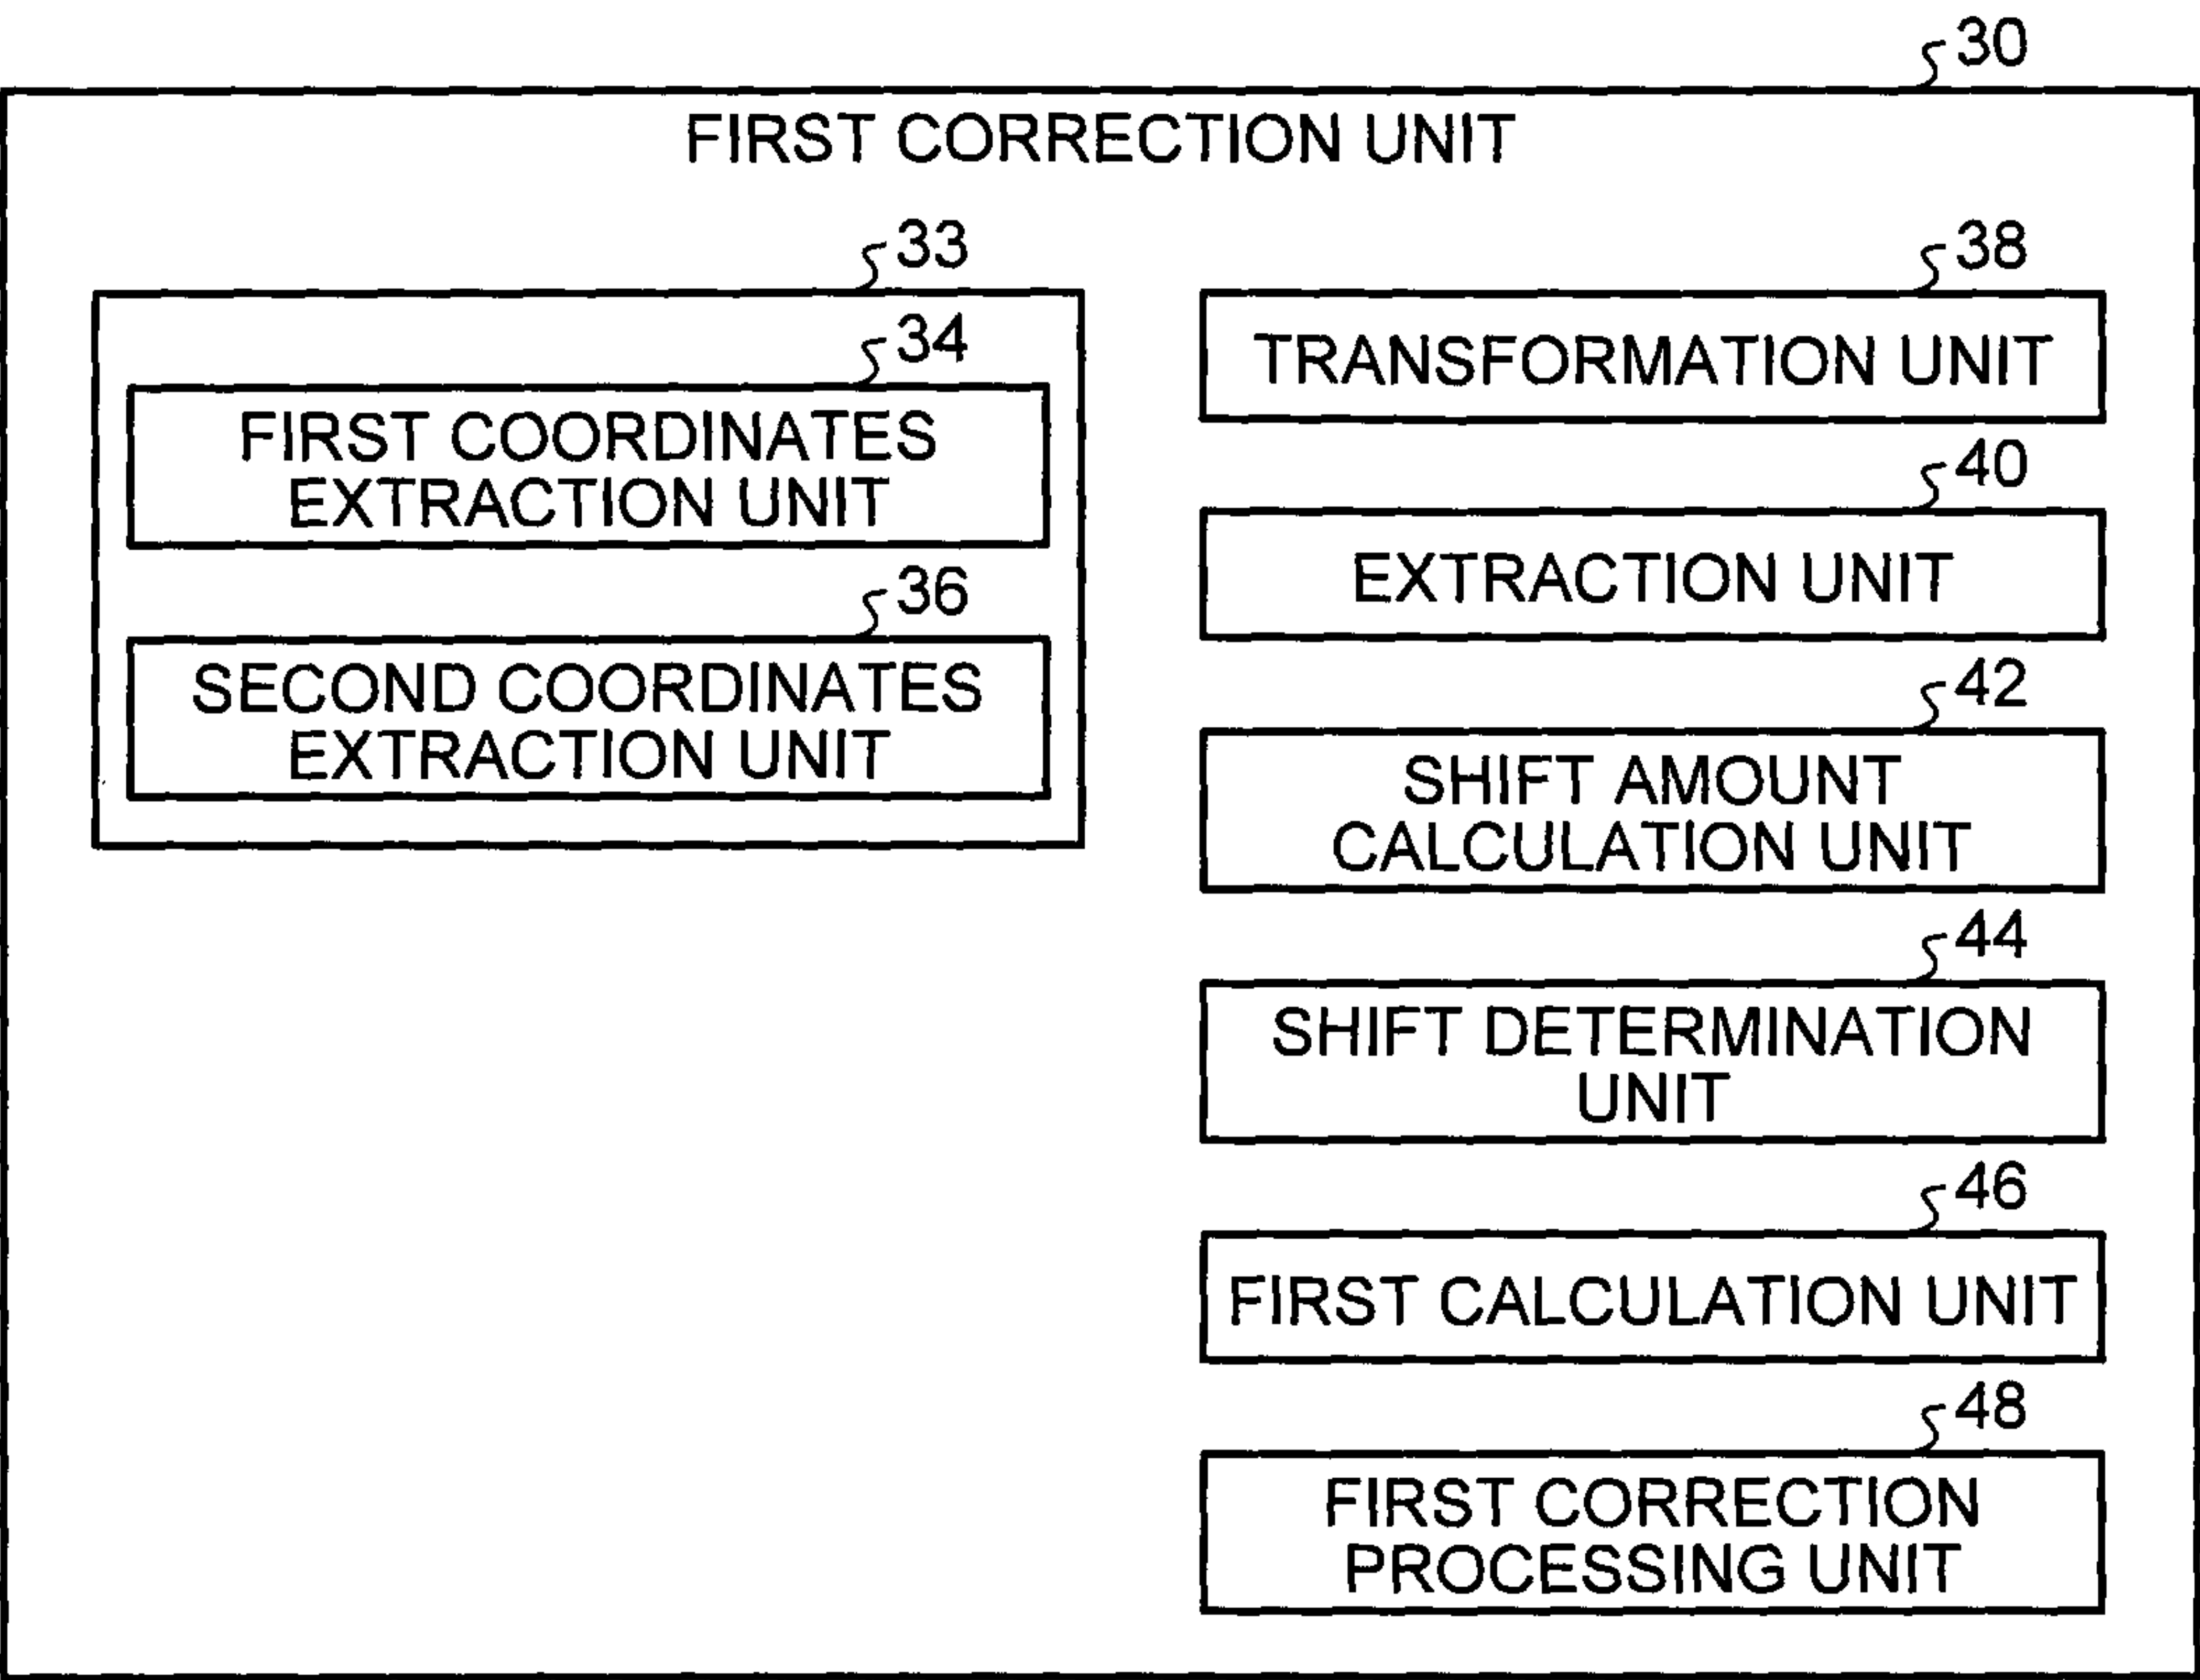 30
FIRST CORRECTION UNIT
33
34
FIRST COORDINATES
EXTRACTION UNIT
36
SECOND COORDINATES
EXTRACTION UNIT
38
TRANSFORMATION UNIT
40
EXTRACTION UNIT
42
SHIFT AMOUNT
CALCULATION UNIT
44
SHIFT DETERMINATION
UNIT
46
FIRST CALCULATION UNIT
48
FIRST CORRECTION
PROCESSING UNIT